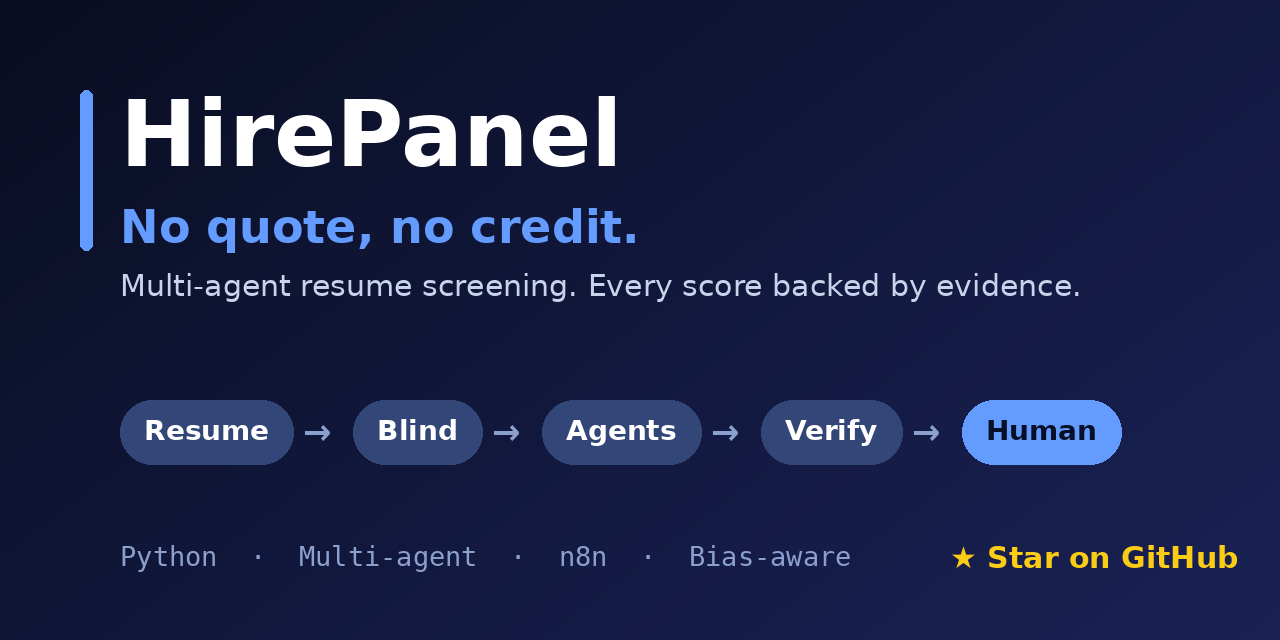 HirePanel
No quote, no credit.
Multi-agent resume screening. Every score backed by evidence.
Resume → Blind → Agents → Verify → Human
Python · Multi-agent · n8n · Bias-aware ★ Star on GitHub